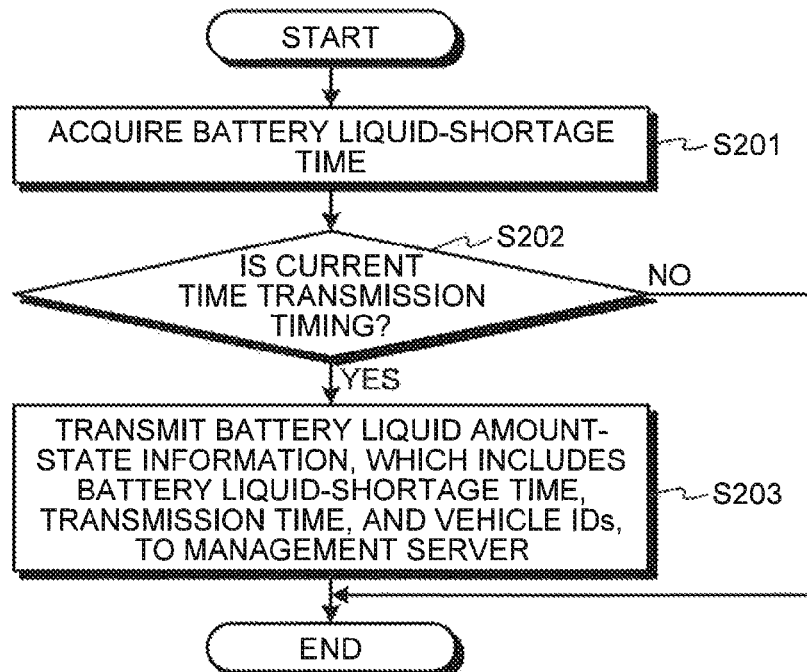 START
ACQUIRE BATTERY LIQUID-SHORTAGE
TIME
S201
S202
IS CURRENT
TIME TRANSMISSION
TIMING?
NO
YES
TRANSMIT BATTERY LIQUID AMOUNT-
STATE INFORMATION, WHICH INCLUDES
BATTERY LIQUID-SHORTAGE TIME,
TRANSMISSION TIME, AND VEHICLE IDs,
TO MANAGEMENT SERVER
S203
END